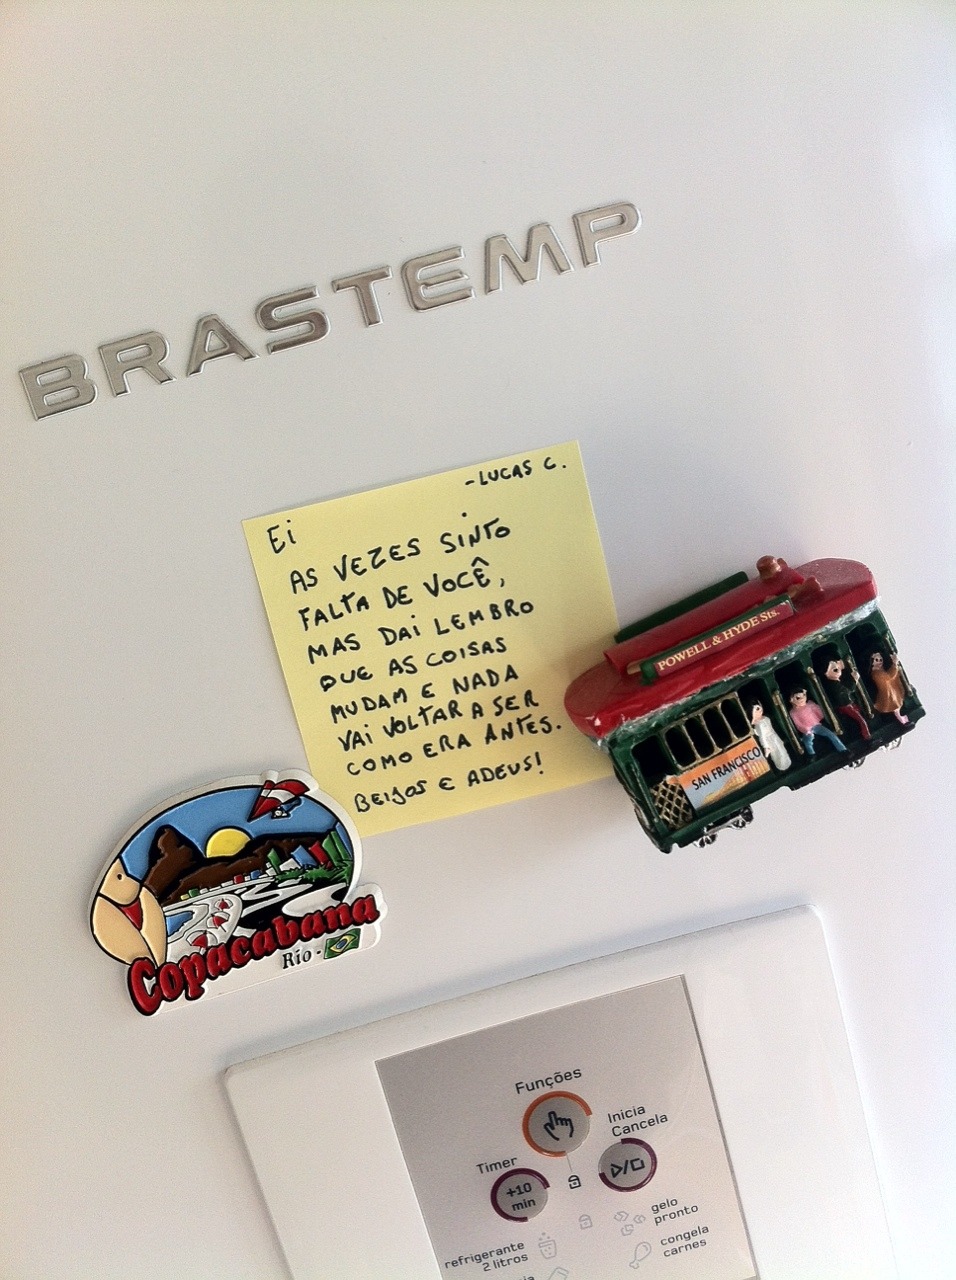 BRASTEMP
-LUCAS C.
Ei
AS VEZES SINTO
FALTA DE VOCÊ,
MAS DAI LEMBRO
QUE AS COISAS
MUDAM E NADA
VAI VOLTAR A SER
COMO ERA ANTES.
BEIJOS E ADEUS!
POWELL & HYDE Sts.
SAN FRANCISCO
Copacabana
Rio -
Funções
Inicia
Cancela
Timer
+10
min
gelo
pronto
refrigerante
2 litros
congela
carnes